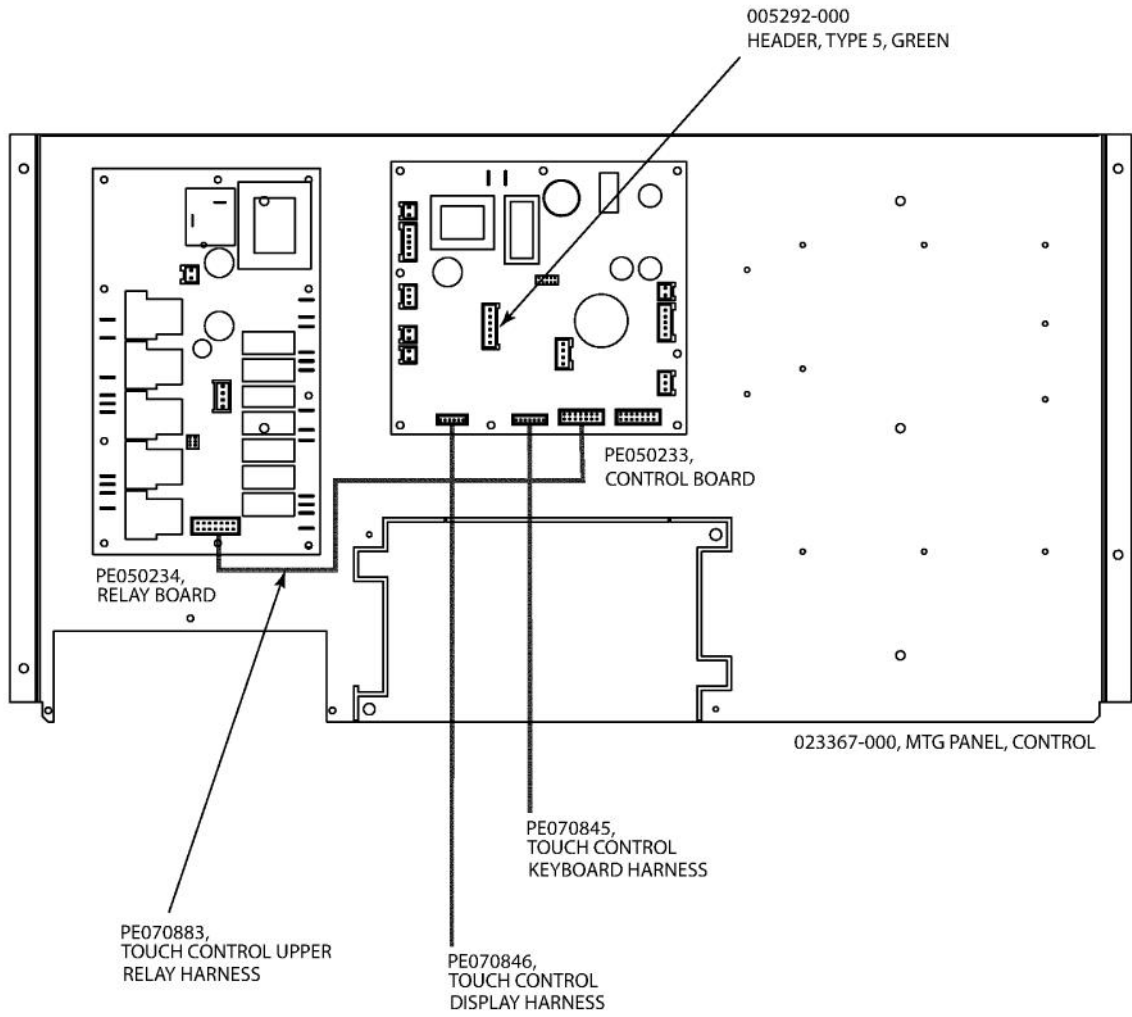 005292-000
HEADER, TYPE 5, GREEN
PE050233,
CONTROL BOARD
PE050234,
RELAY BOARD
023367-000, MTG PANEL, CONTROL
PE070845,
TOUCH CONTROL
KEYBOARD HARNESS
PE070883,
TOUCH CONTROL UPPER
RELAY HARNESS
PE070846,
TOUCH CONTROL
DISPLAY HARNESS